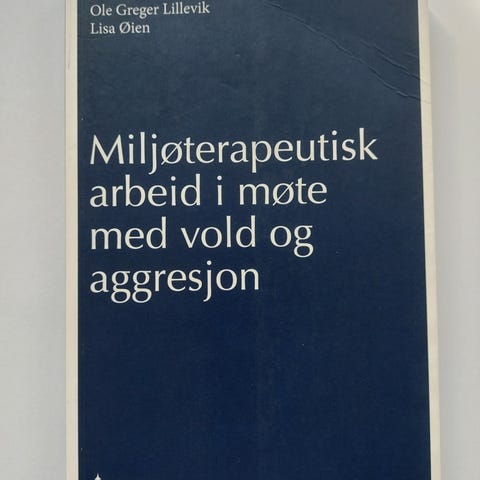 Ole Greger Lillevik
Lisa Øien
Miljøterapeutisk
arbeid i møte
med vold og
aggresjon